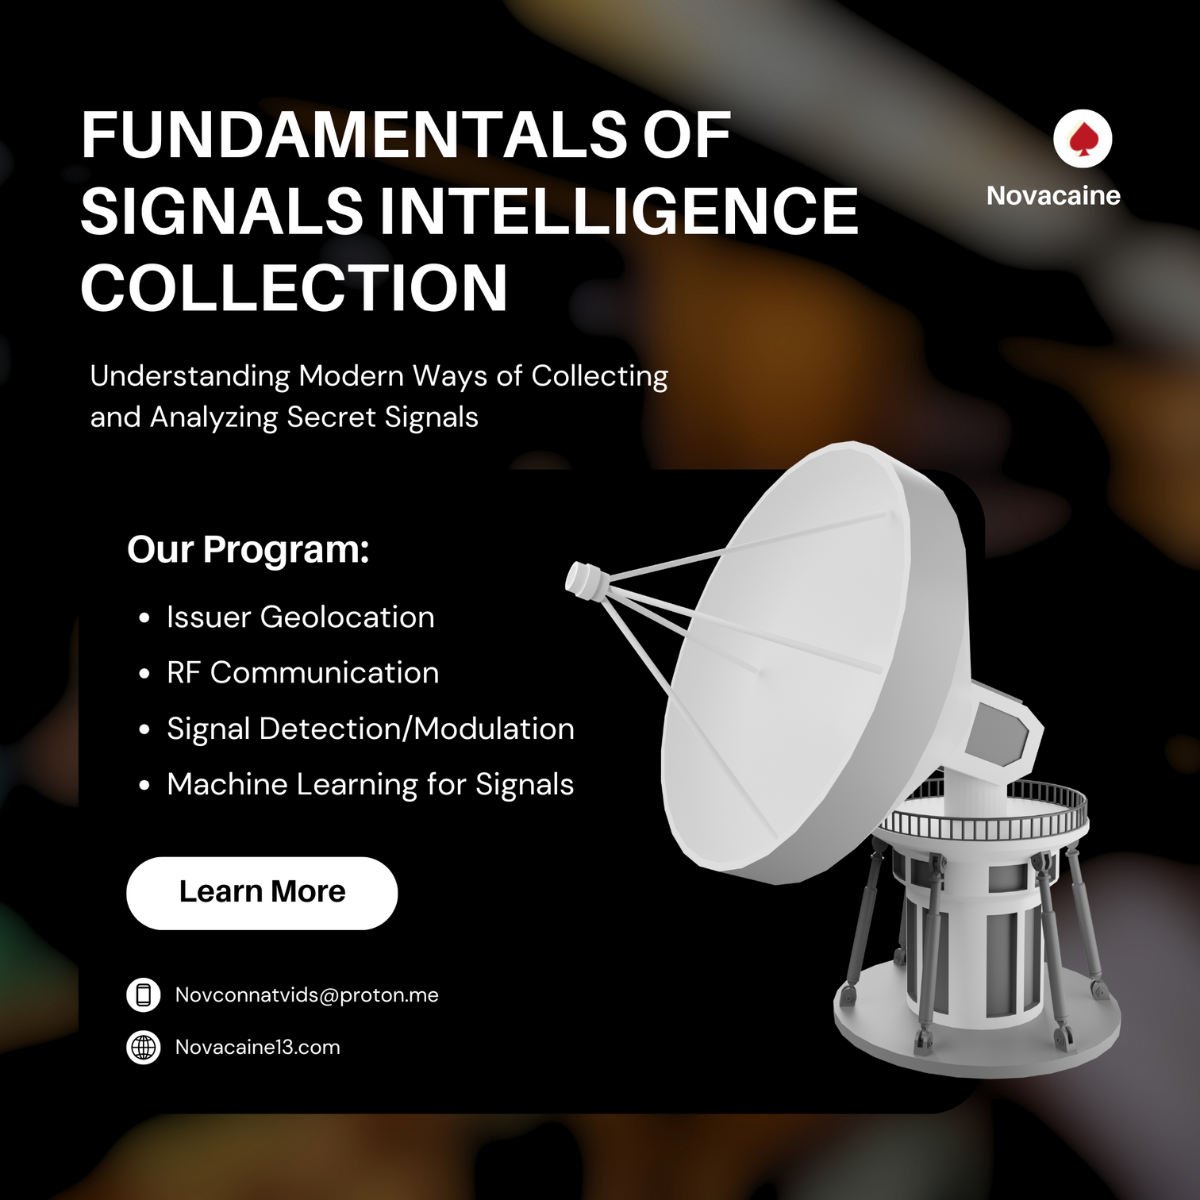 FUNDAMENTALS OF
SIGNALS INTELLIGENCE
COLLECTION
Novacaine
Understanding Modern Ways of Collecting
and Analyzing Secret Signals
Our Program:
• Issuer Geolocation
• RF Communication
• Signal Detection/Modulation
• Machine Learning for Signals
Learn More
Novconnatvids@proton.me
Novacaine13.com